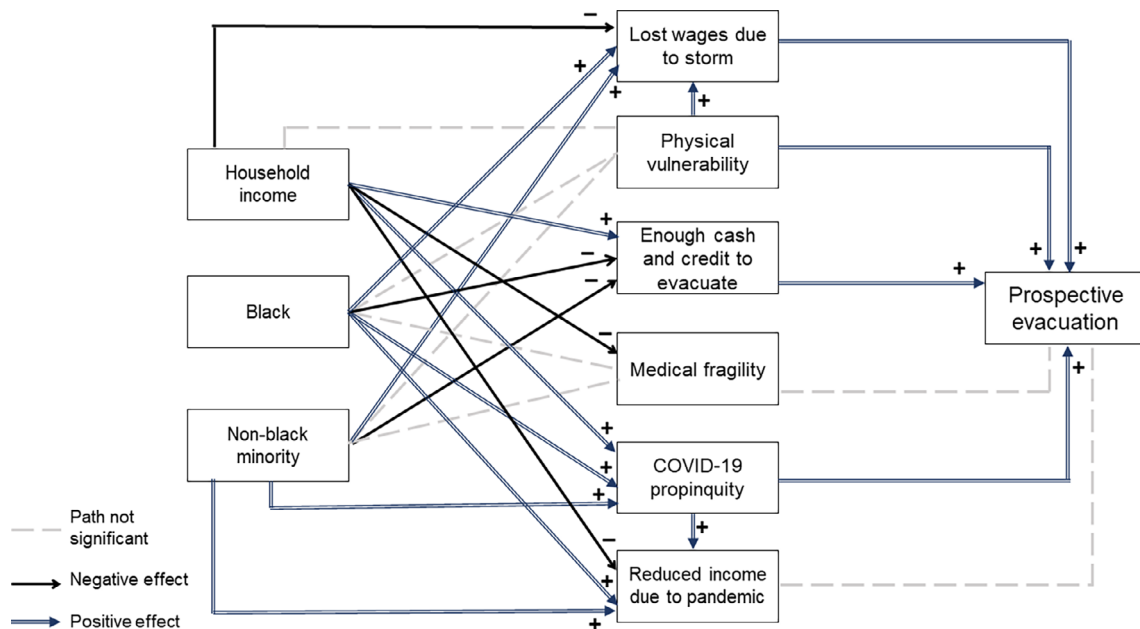 Lost wages due
to storm
Physical
vulnerability
Household
income
Enough cash
and credit to
evacuate
Black
Prospective
evacuation
Medical fragility
Non-black
minority
COVID-19
propinquity
Path not
significant
Negative effect
Reduced income
due to pandemic
Positive effect
−
+
+
+
+
−
−
−
+
+
+
+
−
+
+
+
+
+
+